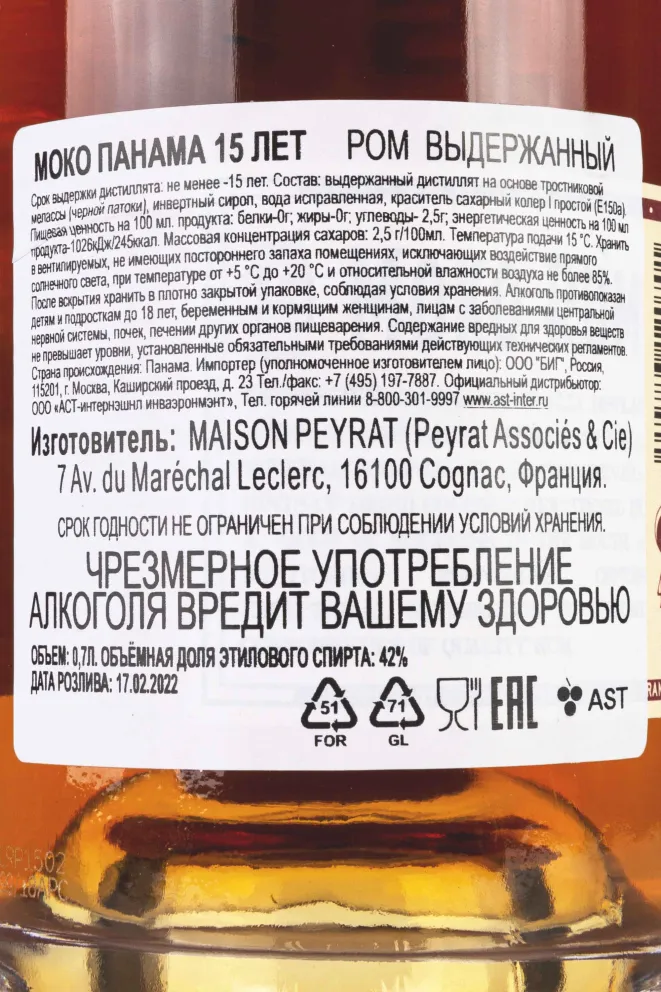 МОКО ПАНАМА 15 ЛЕТ РОМ ВЫДЕРЖАННЫЙ
Срок выдержки дистиллята: не менее -15 лет. Состав: выдержанный дистиллят на основе тростниковой
мелассы (черной патоки), инвертный сироп, вода исправленная, краситель сахарный колер I простой (E150a).
Пищевая ценность на 100 мл. продукта: белки-0г; жиры-0г; углеводы- 2,5г; энергетическая ценность на 100 мл
продукта-1026кДж/245ккал. Массовая концентрация сахаров: 2,5 г/100мл. Температура подачи 15 °С. Хранить
в вентилируемых, не имеющих постороннего запаха помещениях, исключающих воздействие прямого
солнечного света, при температуре от +5 °С до +20 °С и относительной влажности воздуха не более 85%.
После вскрытия хранить в плотно закрытой упаковке, соблюдая условия хранения. Алкоголь противопоказан
детям и подросткам до 18 лет, беременным и кормящим женщинам, лицам с заболеваниями центральной
нервной системы, почек, печении других органов пищеварения. Содержание вредных для здоровья веществ
не превышает уровни, установленные обязательными требованиями действующих технических регламентов.
Страна происхождения: Панама. Импортер (уполномоченное изготовителем лицо): ООО "БИГ", Россия,
115201, г. Москва, Каширский проезд, д. 23 Тел./факс: +7 (495) 197-7887. Официальный дистрибьютор:
ООО «АСТ-интернэшнл инваэронмэнт», Тел. горячей линии 8-800-301-9997 www.ast-inter.ru
Изготовитель: MAISON PEYRAT (Peyrat Associés & Cie)
7 Av. du Maréchal Leclerc, 16100 Cognac, Франция.
СРОК ГОДНОСТИ НЕ ОГРАНИЧЕН ПРИ СОБЛЮДЕНИИ УСЛОВИЙ ХРАНЕНИЯ.
ЧРЕЗМЕРНОЕ УПОТРЕБЛЕНИЕ
АЛКОГОЛЯ ВРЕДИТ ВАШЕМУ ЗДОРОВЬЮ
ОБЪЕМ: 0,7Л. ОБЪЁМНАЯ ДОЛЯ ЭТИЛОВОГО СПИРТА: 42%
ДАТА РОЗЛИВА: 17.02.2022
51 71 EAC AST
FOR GL